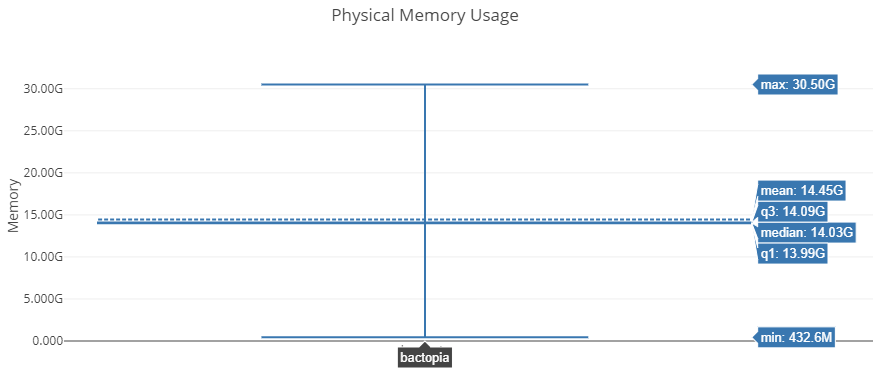 Physical Memory Usage
Memory
30.00G
25.00G
20.00G
15.00G
10.00G
5.000G
0.000
max: 30.50G
mean: 14.45G
q3: 14.09G
median: 14.03G
q1: 13.99G
min: 432.6M
bactopia